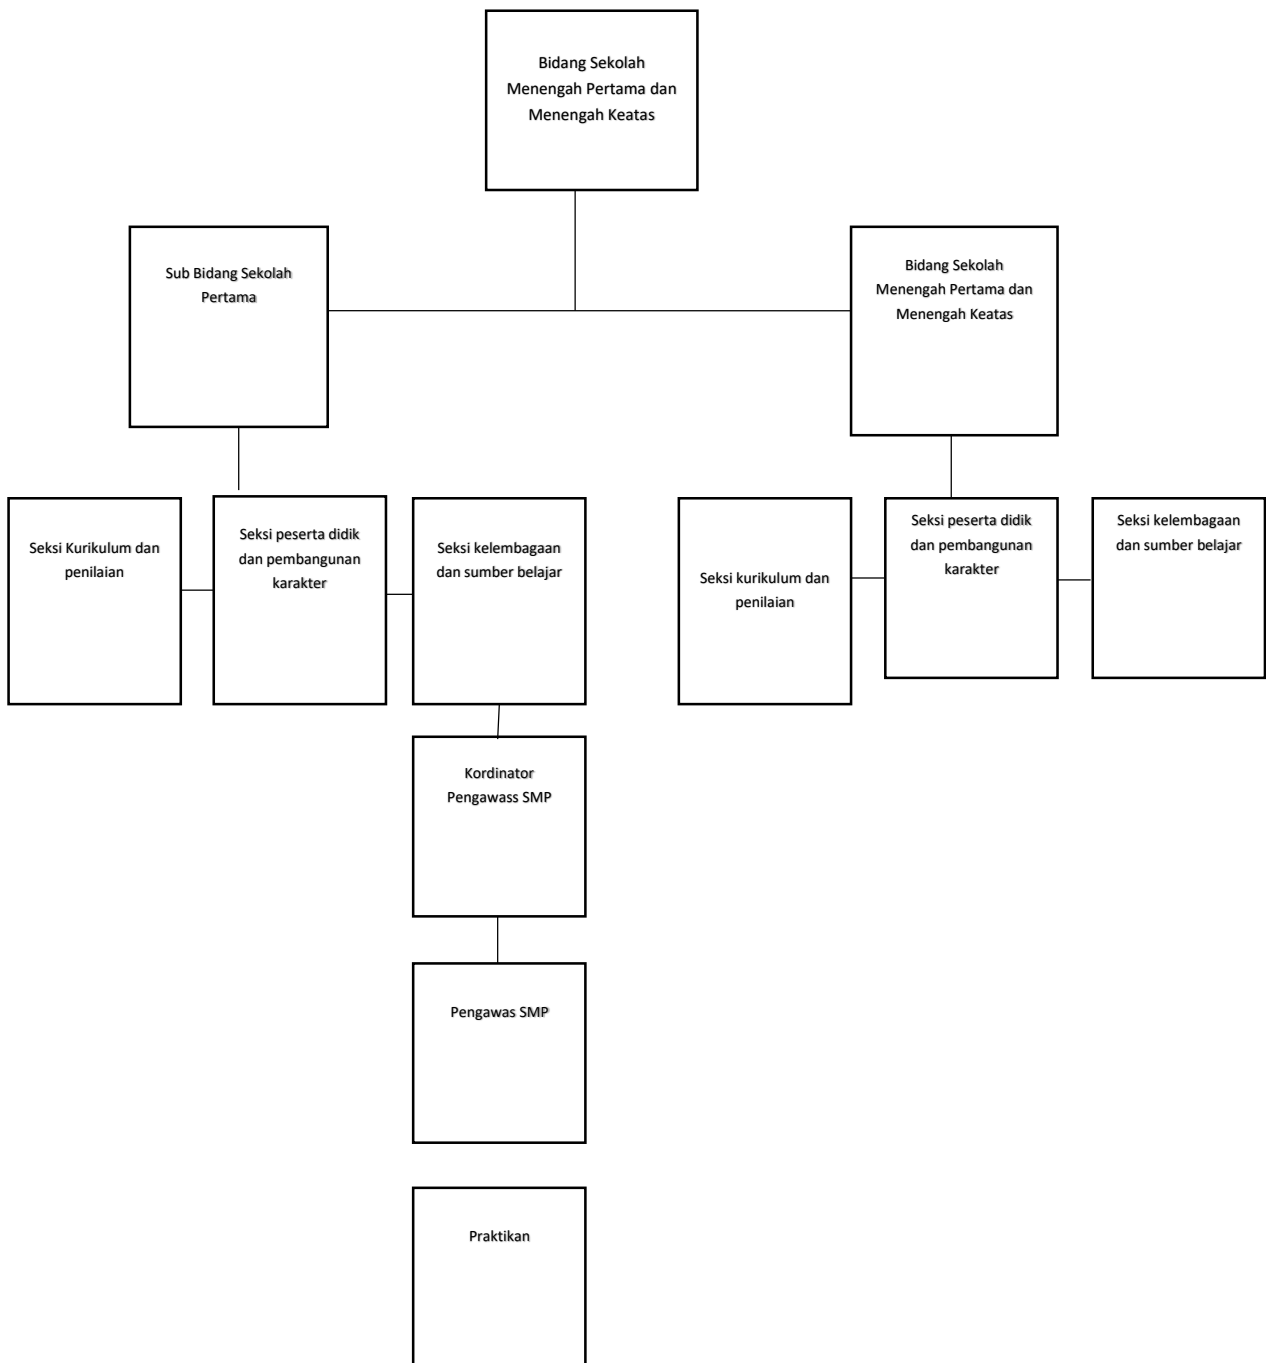 Bidang Sekolah
Menengah Pertama dan
Menengah Keatas
Sub Bidang Sekolah
Pertama
Bidang Sekolah
Menengah Pertama dan
Menengah Keatas
Seksi Kurikulum dan
penilaian
Seksi peserta didik
dan pembangunan
karakter
Seksi kelembagaan
dan sumber belajar
Seksi kurikulum dan
penilaian
Seksi peserta didik
dan pembangunan
karakter
Seksi kelembagaan
dan sumber belajar
Kordinator
Pengawass SMP
Pengawas SMP
Praktikan